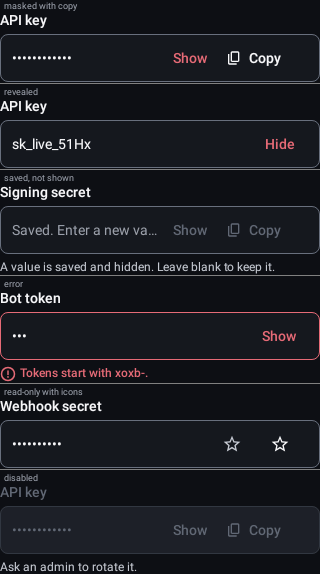 masked with copy
API key
•••••••••••• Show Copy
revealed
API key
sk_live_51Hx Hide
saved, not shown
Signing secret
Saved. Enter a new va… Show Copy
A value is saved and hidden. Leave blank to keep it.
error
Bot token
••• Show
Tokens start with xoxb-.
read-only with icons
Webhook secret
••••••••••
disabled
API key
•••••••••••• Show Copy
Ask an admin to rotate it.